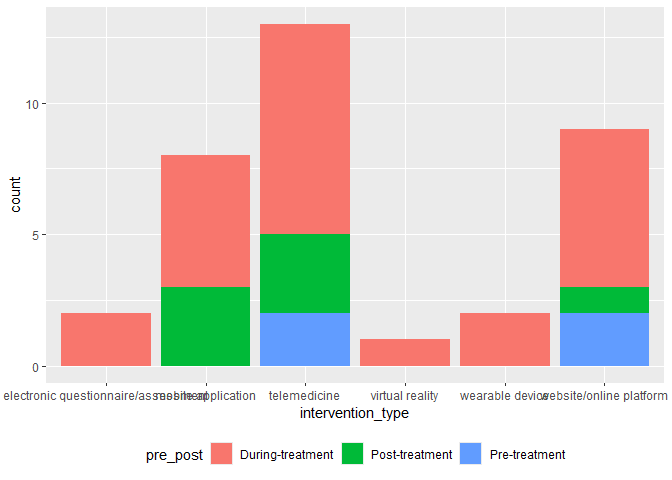 count
10
5
0
electronic questionnaire/assessment mobile application telemedicine virtual reality wearable device website/online platform
intervention_type
pre_post During-treatment Post-treatment Pre-treatment